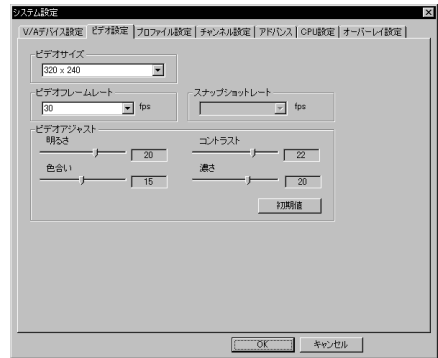 システム設定
V/Aデバイス設定 ビデオ設定 プロファイル設定 チャンネル設定 アドバンス CPU設定 オーバーレイ設定
ビデオサイズ
320 x 240
ビデオフレームレート スナップショットレート
30 fps fps
ビデオアジャスト
明るさ コントラスト
20 22
色合い 濃さ
15 20
初期値
OK キャンセル